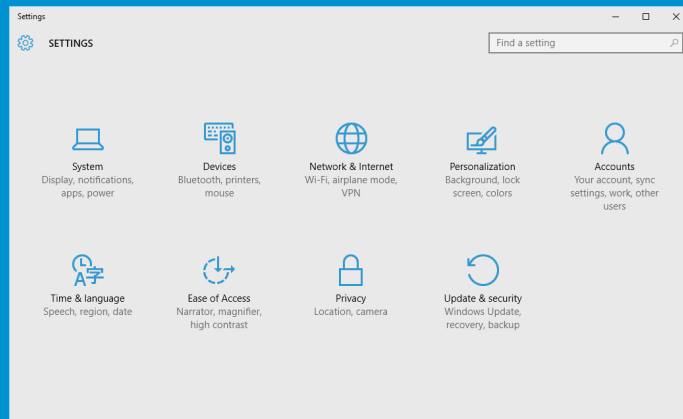 Settings
SETTINGS
Find a setting
System
Display, notifications,
apps, power
Devices
Bluetooth, printers,
mouse
Network & Internet
Wi-Fi, airplane mode,
VPN
Personalization
Background, lock
screen, colors
Accounts
Your account, sync
settings, work, other
users
A字
Time & language
Speech, region, date
Ease of Access
Narrator, magnifier,
high contrast
Privacy
Location, camera
Update & security
Windows Update,
recovery, backup